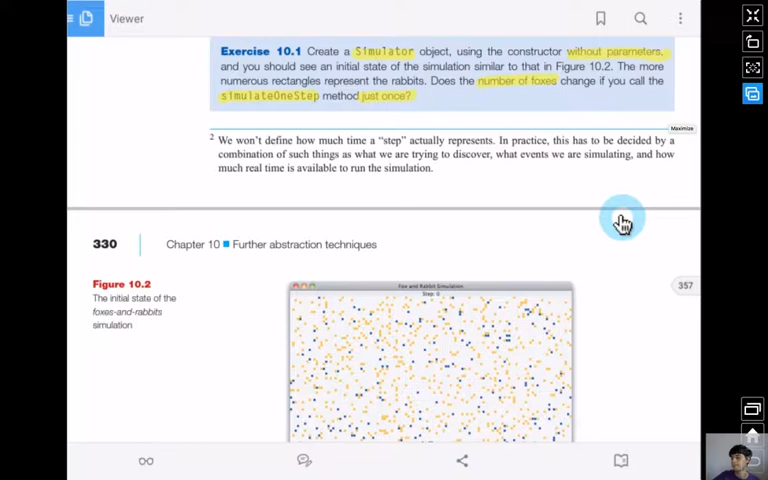 Viewer
Exercise 10.1 Create a Simulator object, using the constructor without parameters,
and you should see an initial state of the simulation similar to that in Figure 10.2. The more
numerous rectangles represent the rabbits. Does the number of foxes change if you call the
simulateOneStep method just once?
Maximize
2 We won't define how much time a “step” actually represents. In practice, this has to be decided by a
combination of such things as what we are trying to discover, what events we are simulating, and how
much real time is available to run the simulation.
330 Chapter 10 Further abstraction techniques
Figure 10.2
The initial state of the
foxes-and-rabbits
simulation
Fox and Rabbit Simulation
Step: 0
357